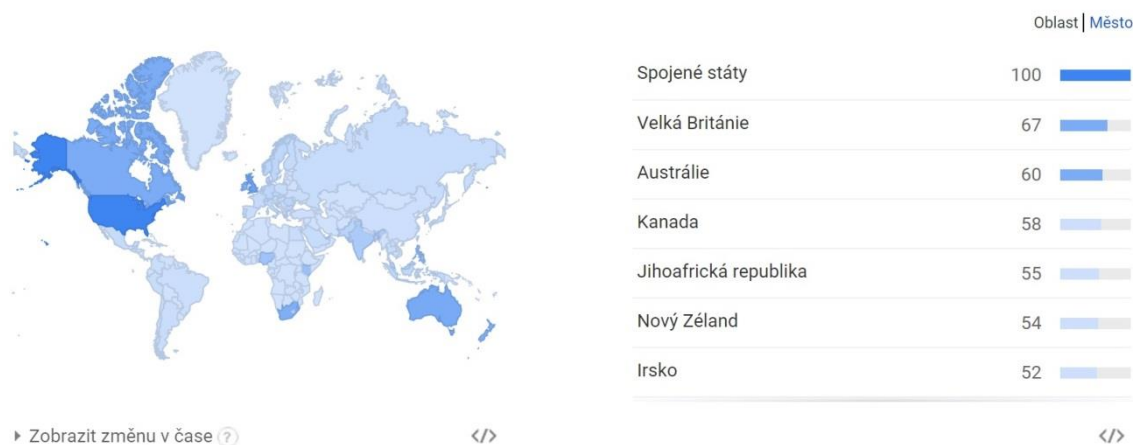 Oblast | Město
Spojené státy 100
Velká Británie 67
Austrálie 60
Kanada 58
Jihoafrická republika 55
Nový Zéland 54
Irsko 52
Zobrazit změnu v čase ? </> </>